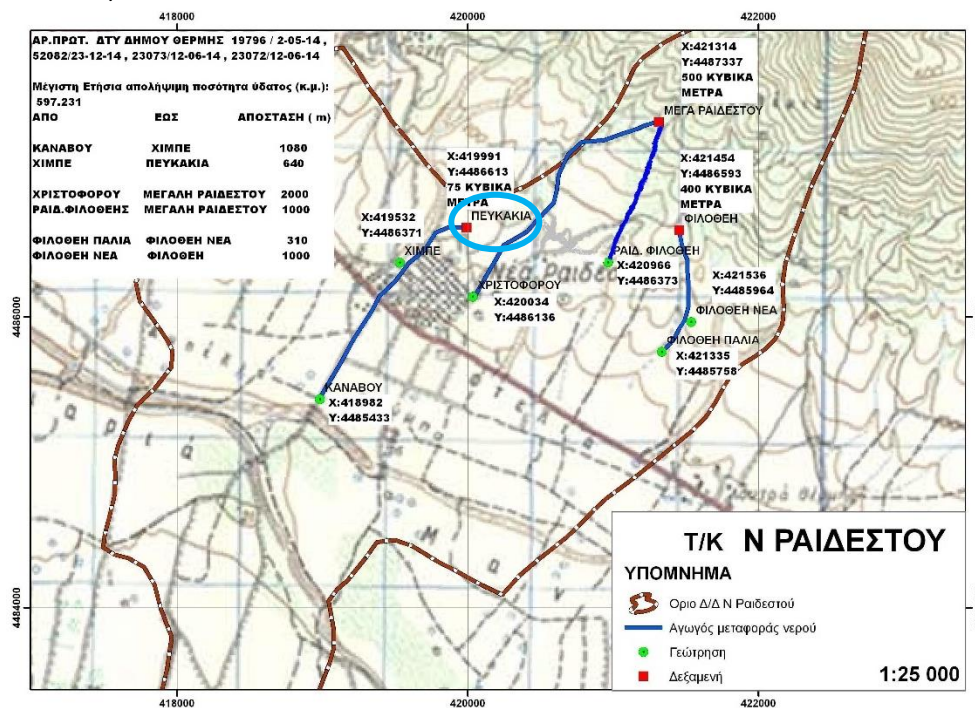 418000 420000 422000
ΑΡ.ΠΡΩΤ. ΔΤΥ ΔΗΜΟΥ ΘΕΡΜΗΣ 19796 / 2-05-14 ,
52082/23-12-14 , 23073/12-06-14 , 23072/12-06-14
Μέγιστη Ετήσια απολήψιμη ποσότητα ύδατος (κ.μ.):
597.231
ΑΠΟ ΕΩΣ ΑΠΟΣΤΑΣΗ ( m)
ΚΑΝΑΒΟΥ ΧΙΜΠΕ 1080
ΧΙΜΠΕ ΠΕΥΚΑΚΙΑ 640
ΧΡΙΣΤΟΦΟΡΟΥ ΜΕΓΑΛΗ ΡΑΙΔΕΣΤΟΥ 2000
ΡΑΙΔ.ΦΙΛΟΘΕΗΣ ΜΕΓΑΛΗ ΡΑΙΔΕΣΤΟΥ 1000
ΦΙΛΟΘΕΗ ΠΑΛΙΑ ΦΙΛΟΘΕΗ ΝΕΑ 310
ΦΙΛΟΘΕΗ ΝΕΑ ΦΙΛΟΘΕΗ 1000
X:421314
Y:4487337
500 ΚΥΒΙΚΑ
ΜΕΤΡΑ
ΜΕΓΑ ΡΑΙΔΕΣΤΟΥ
X:419991
Y:4486613
75 ΚΥΒΙΚΑ
ΜΕΤΡΑ
ΠΕΥΚΑΚΙΑ
X:421454
Y:4486593
400 ΚΥΒΙΚΑ
ΜΕΤΡΑ
ΦΙΛΟΘΕΗ
X:419532
Y:4486371
ΧΙΜΠΕ
ΡΑΙΔ. ΦΙΛΟΘΕΗ
X:420966
Y:4486373
Νέα Ραιδεσ
ΧΡΙΣΤΟΦΟΡΟΥ
X:420034
Y:4486136
X:421536
Y:4485964
ΦΙΛΟΘΕΗ ΝΕΑ
ΦΙΛΟΘΕΗ ΠΑΛΙΑ
X:421335
Y:4485758
ΚΑΝΑΒΟΥ
X:418982
Y:4485433
4486000
4484000
Τ/Κ Ν ΡΑΙΔΕΣΤΟΥ
ΥΠΟΜΝΗΜΑ
Οριο Δ/Δ Ν Ραιδεστού
Αγωγός μεταφοράς νερού
Γεώτρηση
Δεξαμενή
1:25 000
418000 420000 422000